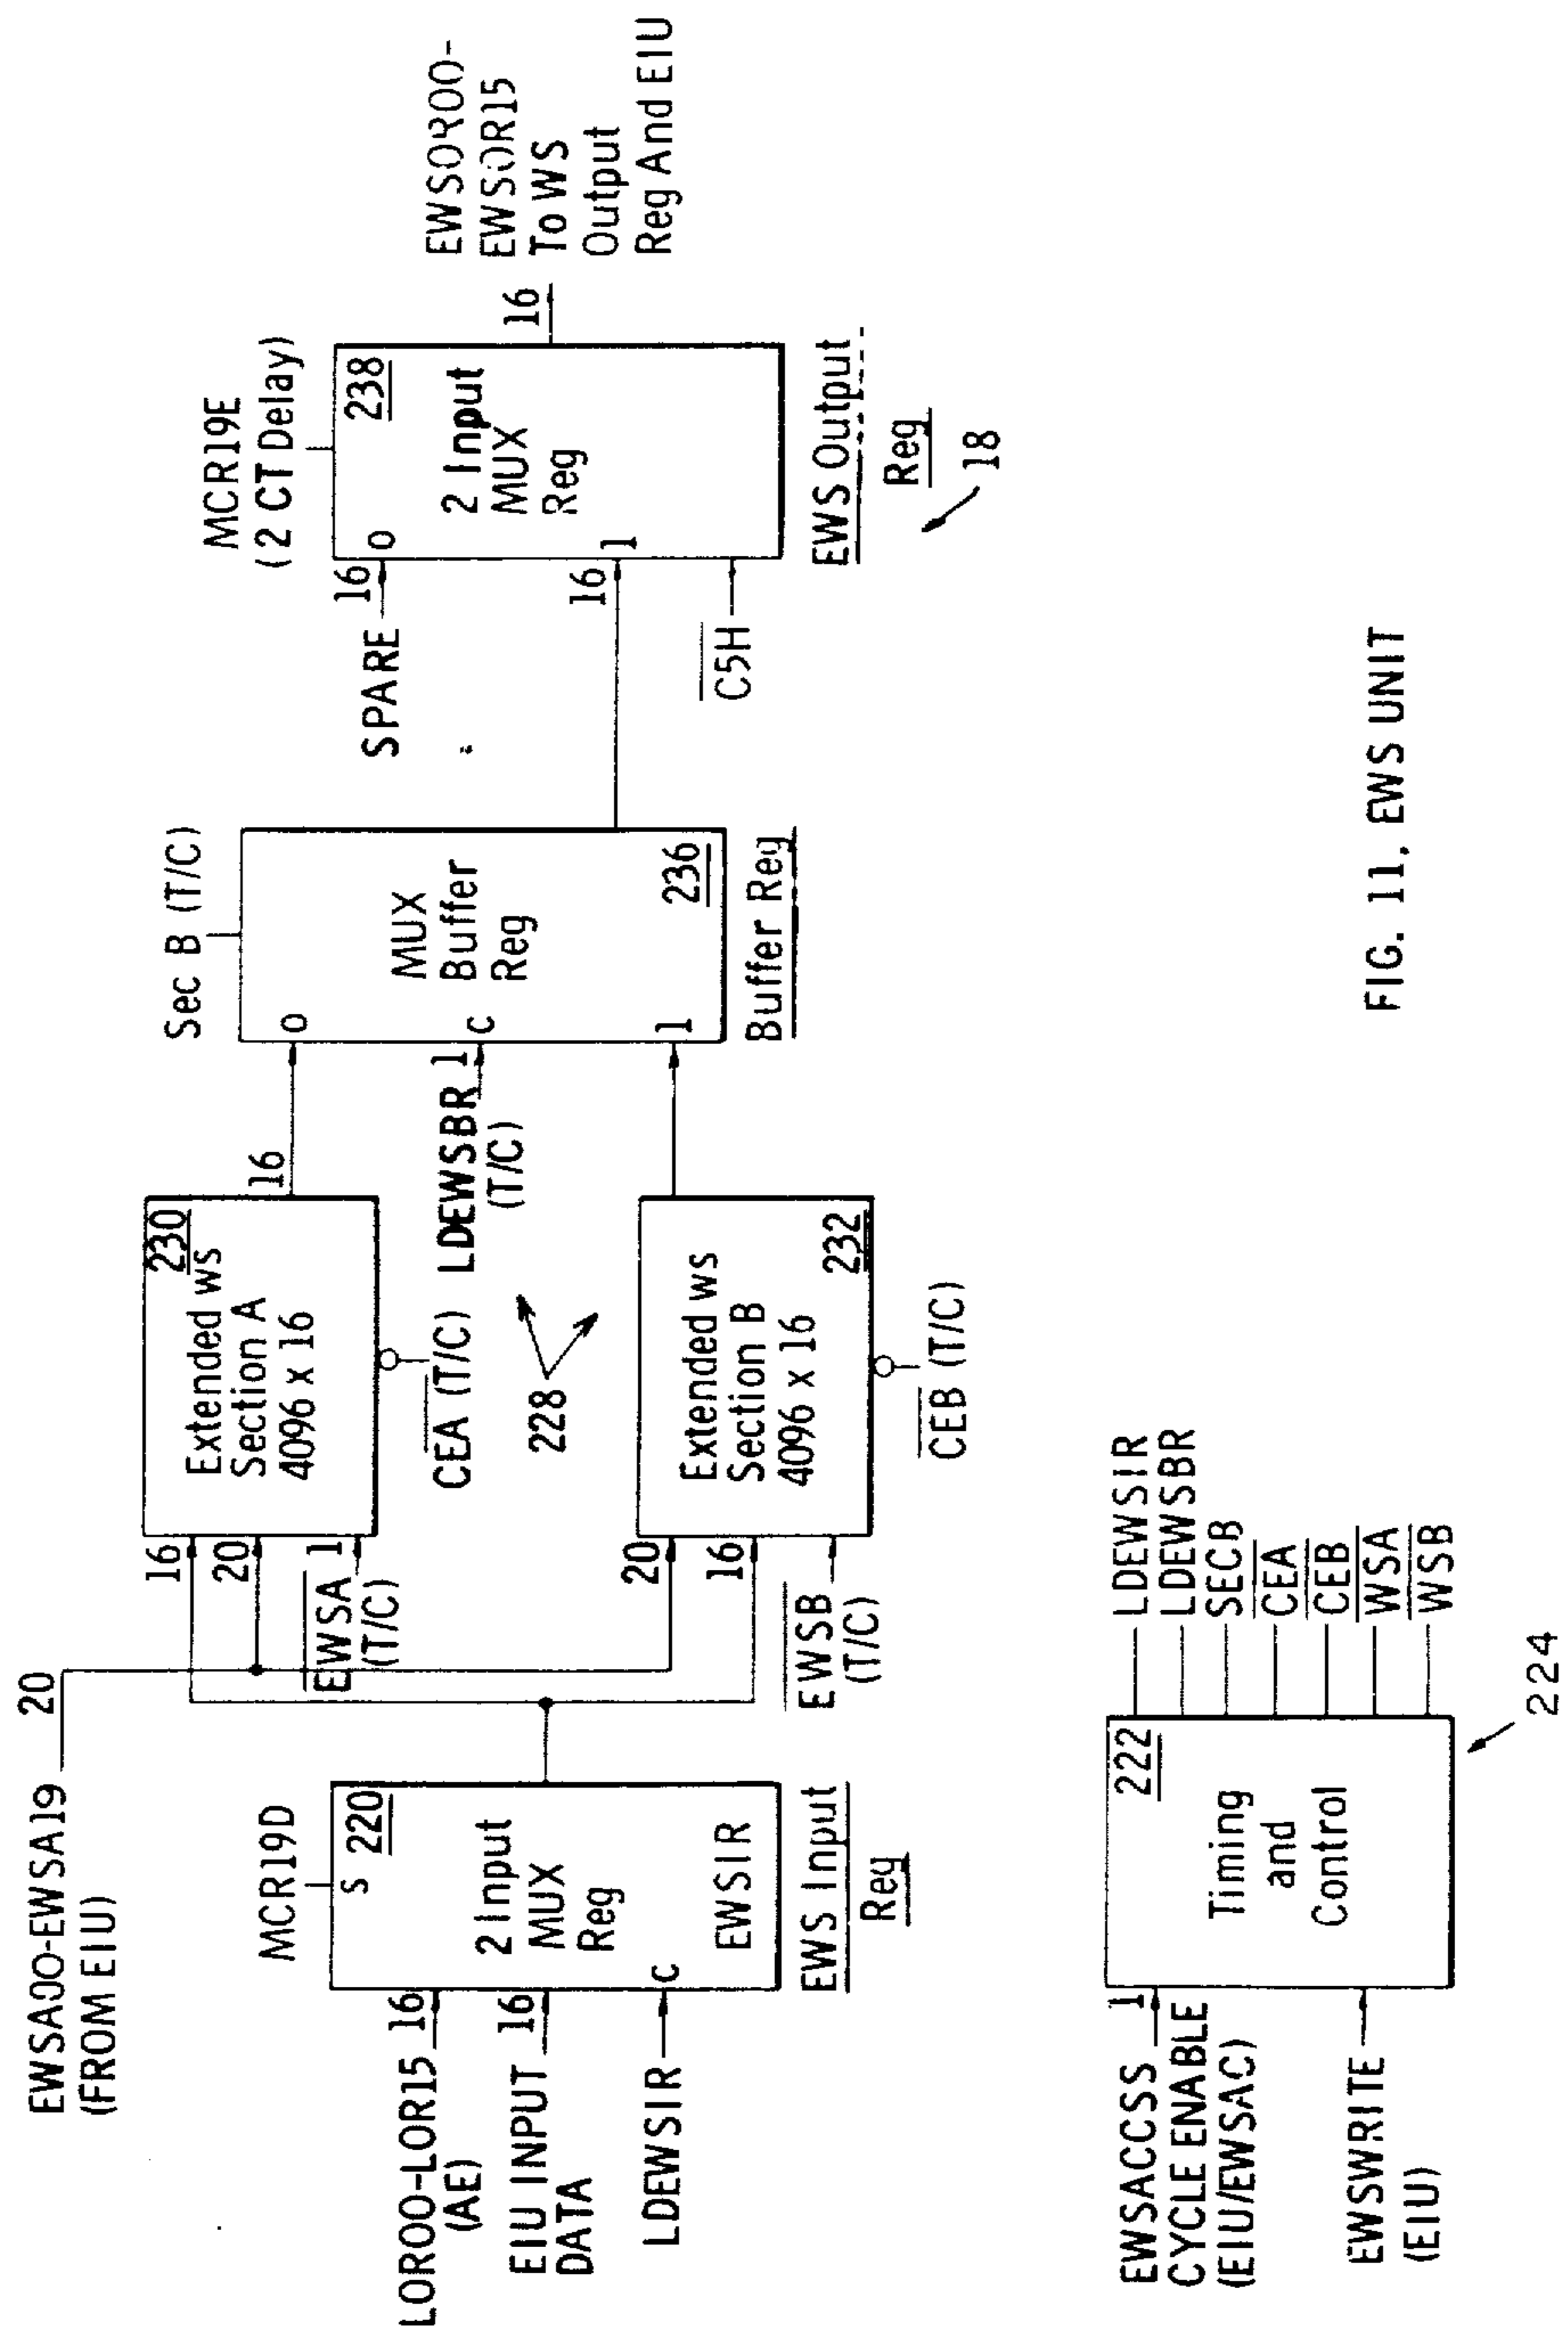 EWSA00-EWSA19 20
(FROM EIU)
MCR19D
S
220
2 Input
MUX
Reg
EWSIR
C
LOR00-LOR15 16
(AE)
EIU INPUT 16
DATA
LDEWSIR
EWS Input
Reg
16
20
1
EWSA
(T/C)
230
Extended ws
Section A
4096 x 16
16
CEA (T/C)
LDEWSBR 1
(T/C)
228
20
16
EWSB
(T/C)
Extended ws
Section B
4096 x 16
232
CEB (T/C)
Sec B (T/C)
0
C
1
MUX
Buffer
Reg
236
Buffer Reg
MCR19E
(2 CT Delay)
SPARE
16
0
238
2 Input
MUX
Reg
16
1
C5H
EWS Output
Reg
18
16
EWSOR00-
EWSOR15
To WS
Output
Reg And EIU
EWSACCSS 1
CYCLE ENABLE
(EIU/EWSAC)
EWSWRITE
(EIU)
222
Timing
and
Control
LDEWSIR
LDEWSBR
SECB
CEA
CEB
WSA
WSB
224
FIG. 11, EWS UNIT